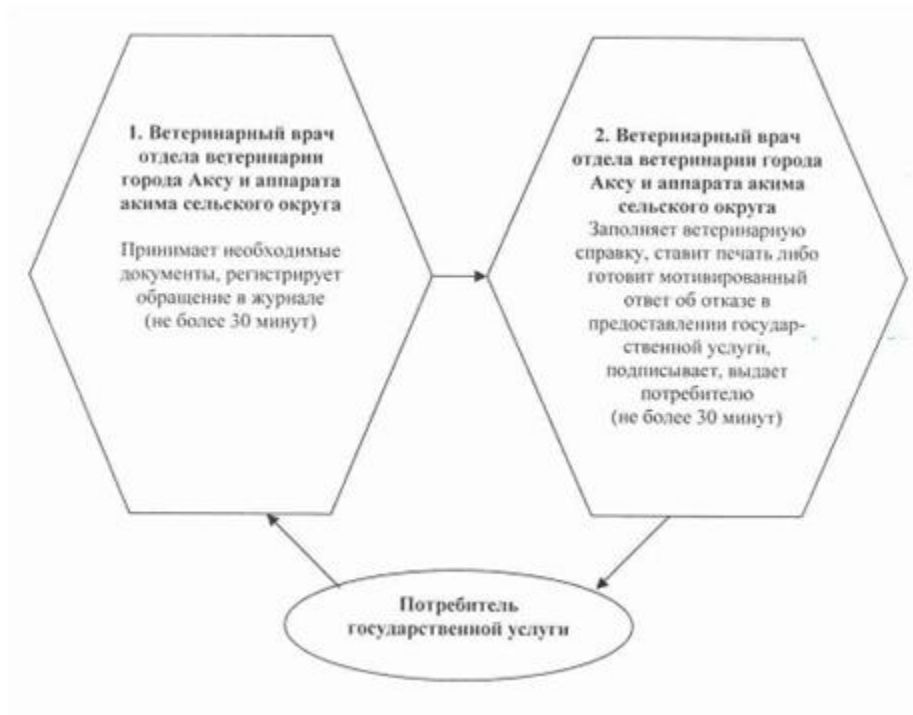 1. Ветеринарный врач
отдела ветеринарии
города Аксу и аппарата
акима сельского округа
Принимает необходимые
документы, регистрирует
обращение в журнале
(не более 30 минут)
2. Ветеринарный врач
отдела ветеринарии города
Аксу и аппарата акима
сельского округа
Заполняет ветеринарную
справку, ставит печать либо
готовит мотивированный
ответ об отказе в
предоставлении государ-
ственной услуги,
подписывает, выдает
потребителю
(не более 30 минут)
Потребитель
государственной услуги